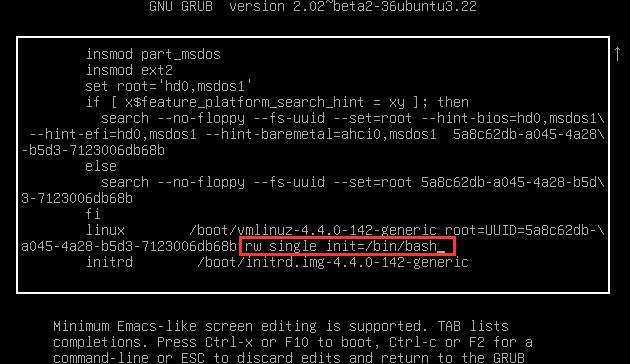 GNU GRUB  version 2.02~beta2-36ubuntu3.22
insmod part_msdos
insmod ext2
set root='hd0,msdos1'
if [ x$feature_platform_search_hint = xy ]; then
search --no-floppy --fs-uuid --set=root --hint-bios=hd0,msdos1\
--hint-efi=hd0,msdos1 --hint-baremetal=ahci0,msdos1  5a8c62db-a045-4a28\
-b5d3-7123006db68b
else
search --no-floppy --fs-uuid --set=root 5a8c62db-a045-4a28-b5d\
3-7123006db68b
fi
linux        /boot/vmlinuz-4.4.0-142-generic root=UUID=5a8c62db-\
a045-4a28-b5d3-7123006db68b rw single init=/bin/bash_
initrd        /boot/initrd.img-4.4.0-142-generic
Minimum Emacs-like screen editing is supported. TAB lists
completions. Press Ctrl-x or F10 to boot, Ctrl-c or F2 for a
command-line or ESC to discard edits and return to the GRUB